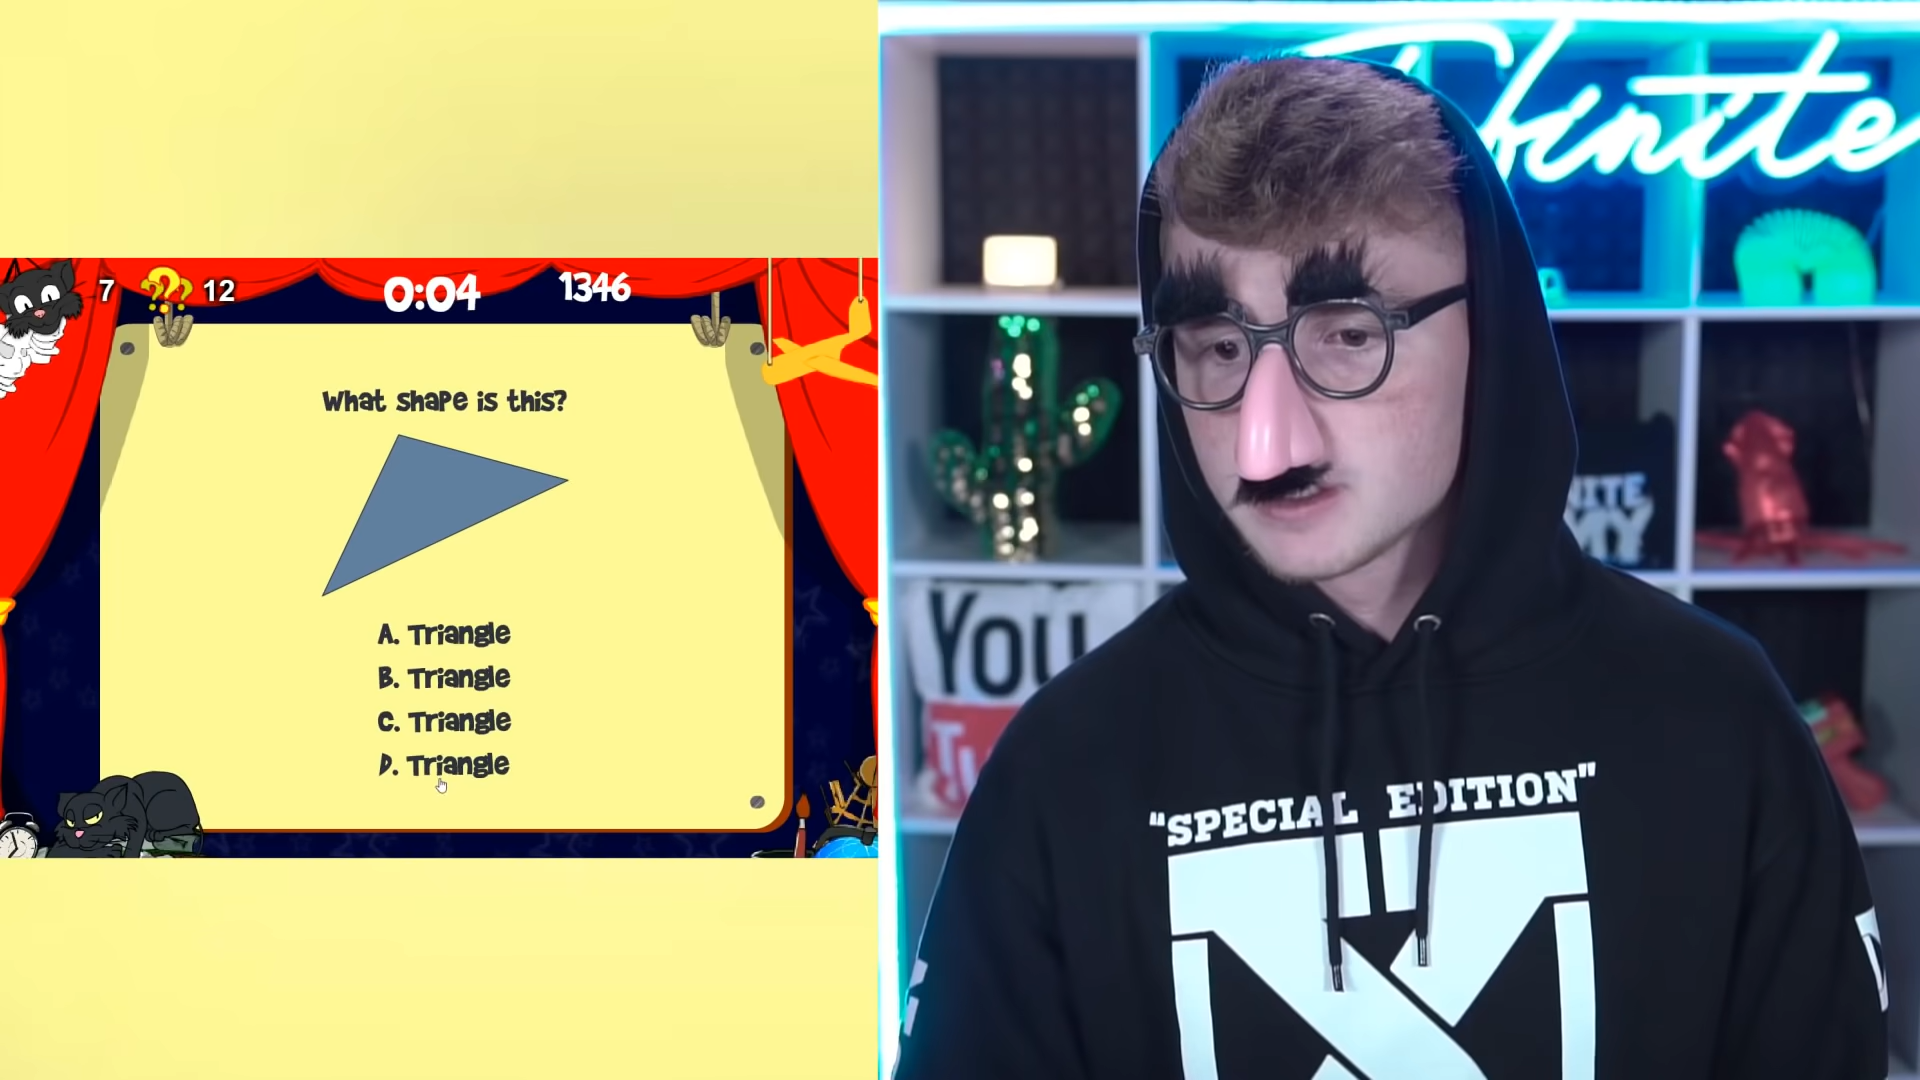 7
12
0:04
1346
What shape is this?
A. Triangle
B. Triangle
C. Triangle
D. Triangle
YOU
"SPECIAL EDITION"